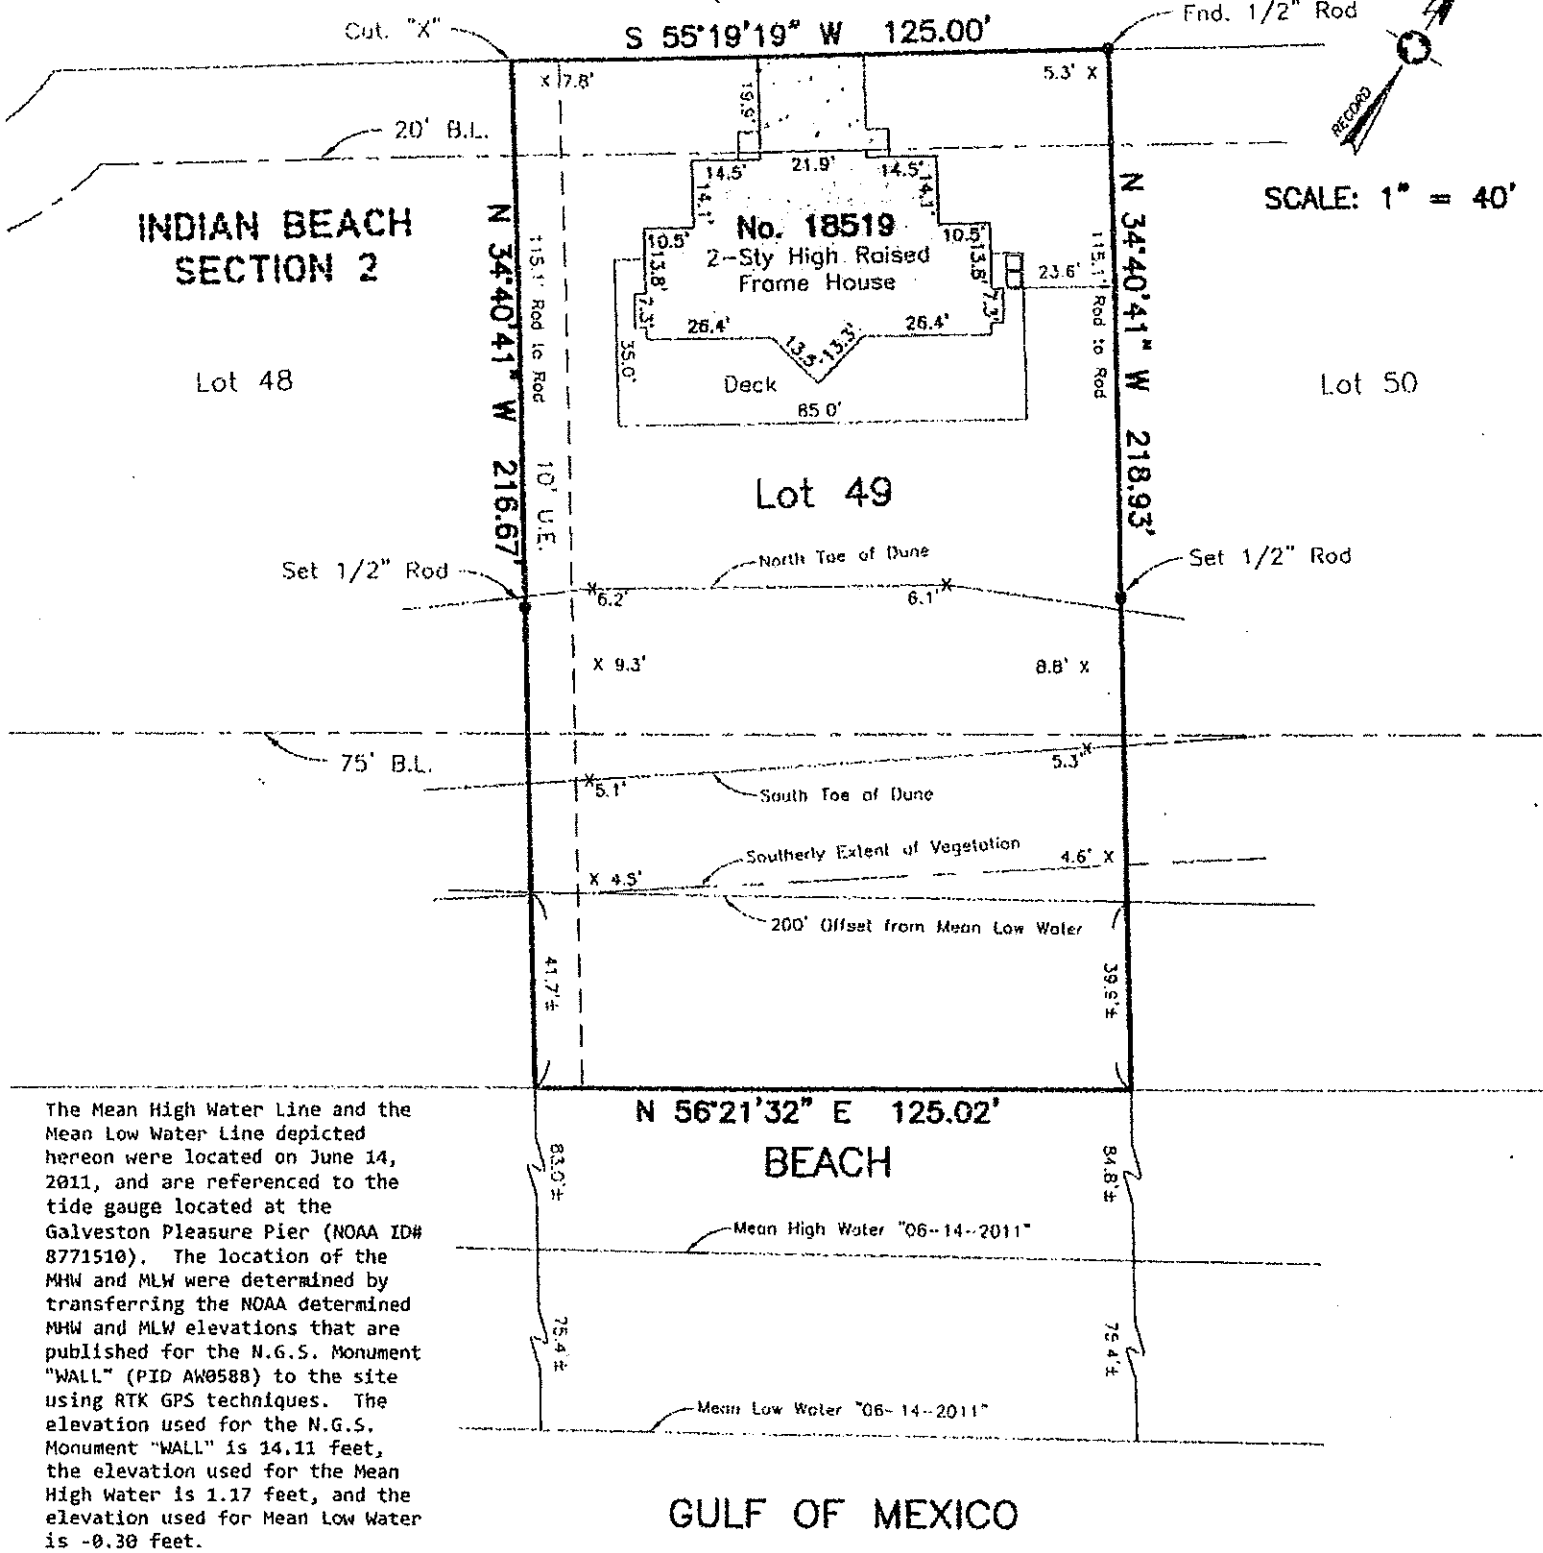 Cut. "X"
S 55°19'19" W 125.00'
Fnd. 1/2" Rod
RECORD
X 7.8'
19.9'
5.3' X
20' B.L.
14.5'
21.9'
14.5'
14.1'
14.1'
SCALE: 1" = 40'
INDIAN BEACH
SECTION 2
No. 18519
10.5'
10.5'
2-Sty High Raised
Frame House
13.8'
13.8'
23.6'
7.3'
7.3'
26.4'
26.4'
13.5'
13.3'
35.0'
Deck
85.0'
N 34°40'41" W 216.67'
115.1' Rod to Rod
10' U.E.
115.1' Rod to Rod
N 34°40'41" W 218.93'
Lot 48
Lot 50
Lot 49
North Toe of Dune
Set 1/2" Rod
Set 1/2" Rod
X 6.2'
6.1' X
X 9.3'
8.8' X
75' B.L.
X 5.1'
5.3' X
South Toe of Dune
Southerly Extent of Vegetation
4.6' X
X 4.5'
200' Offset from Mean Low Water
41.7'±
39.9'±
N 56°21'32" E 125.02'
BEACH
83.0'±
84.8'±
Mean High Water "06-14-2011"
75.4'±
75.4'±
Mean Low Water "06-14-2011"
GULF OF MEXICO
The Mean High Water Line and the
Mean Low Water Line depicted
hereon were located on June 14,
2011, and are referenced to the
tide gauge located at the
Galveston Pleasure Pier (NOAA ID#
8771510). The location of the
MHW and MLW were determined by
transferring the NOAA determined
MHW and MLW elevations that are
published for the N.G.S. Monument
"WALL" (PID AW0588) to the site
using RTK GPS techniques. The
elevation used for the N.G.S.
Monument "WALL" is 14.11 feet,
the elevation used for the Mean
High Water is 1.17 feet, and the
elevation used for Mean Low Water
is -0.30 feet.